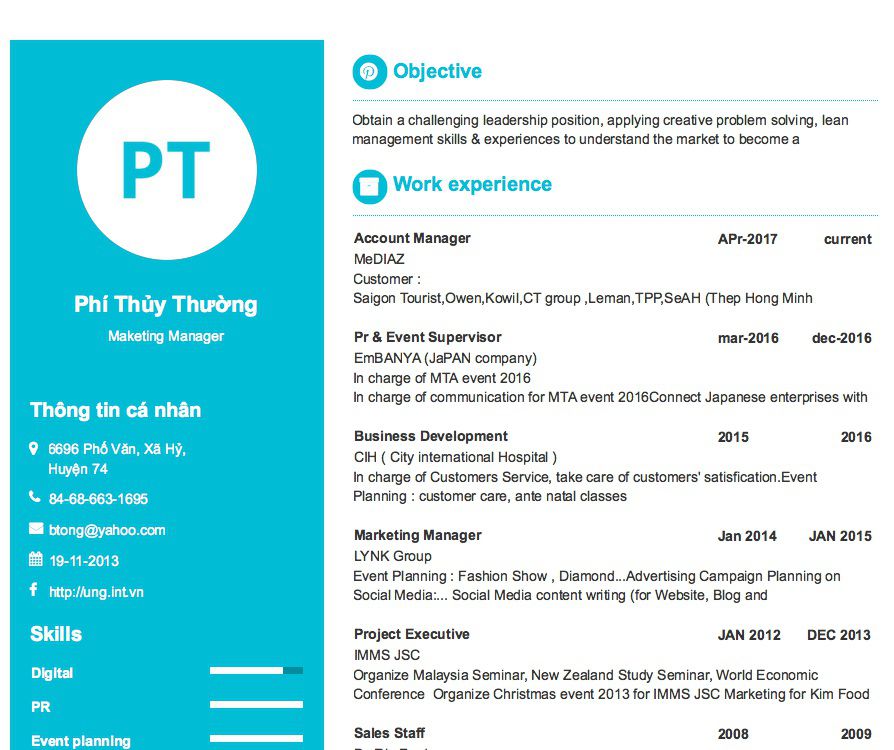 PT
Phí Thủy Thường
Maketing Manager
Thông tin cá nhân
6696 Phố Văn, Xã Hỷ,
Huyện 74
84-68-663-1695
btong@yahoo.com
19-11-2013
http://ung.int.vn
Skills
Digital
PR
Event planning
Objective
Obtain a challenging leadership position, applying creative problem solving, lean
management skills & experiences to understand the market to become a
Work experience
Account Manager APr-2017 current
MeDIAZ
Customer :
Saigon Tourist,Owen,Kowil,CT group ,Leman,TPP,SeAH (Thep Hong Minh
Pr & Event Supervisor mar-2016 dec-2016
EmBANYA (JaPAN company)
In charge of MTA event 2016
In charge of communication for MTA event 2016Connect Japanese enterprises with
Business Development 2015 2016
CIH ( City international Hospital )
In charge of Customers Service, take care of customers' satisfication.Event
Planning : customer care, ante natal classes
Marketing Manager Jan 2014 JAN 2015
LYNK Group
Event Planning : Fashion Show , Diamond...Advertising Campaign Planning on
Social Media:... Social Media content writing (for Website, Blog and
Project Executive JAN 2012 DEC 2013
IMMS JSC
Organize Malaysia Seminar, New Zealand Study Seminar, World Economic
Conference  Organize Christmas event 2013 for IMMS JSC Marketing for Kim Food
Sales Staff 2008 2009